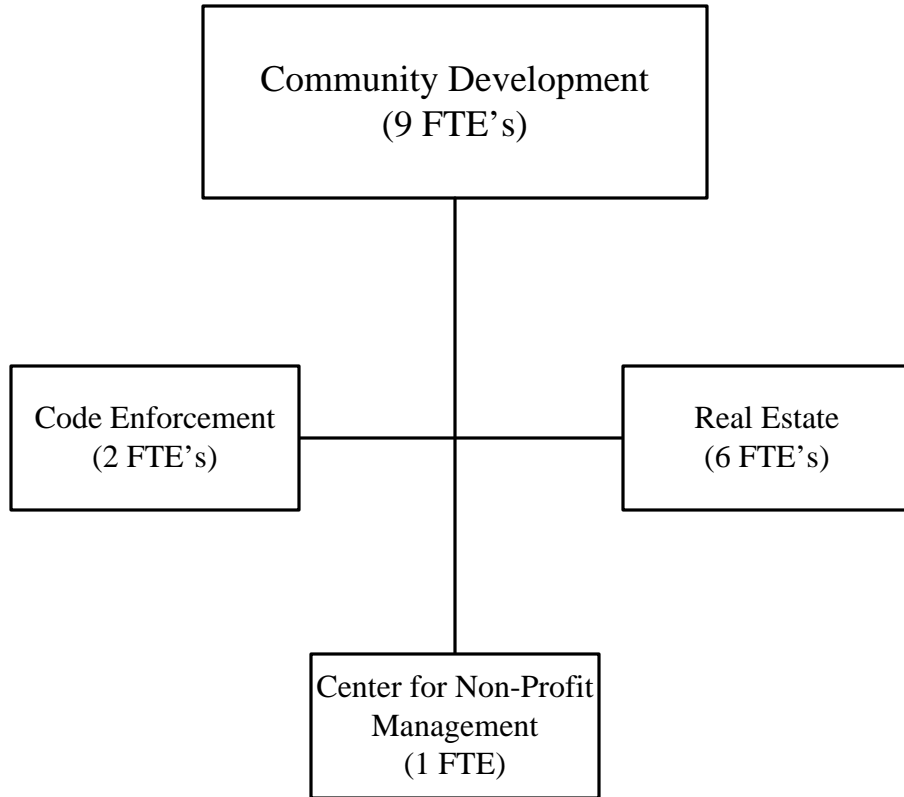 Community Development
(9 FTE’s)
Code Enforcement
(2 FTE’s)
Real Estate
(6 FTE’s)
Center for Non-Profit
Management
(1 FTE)